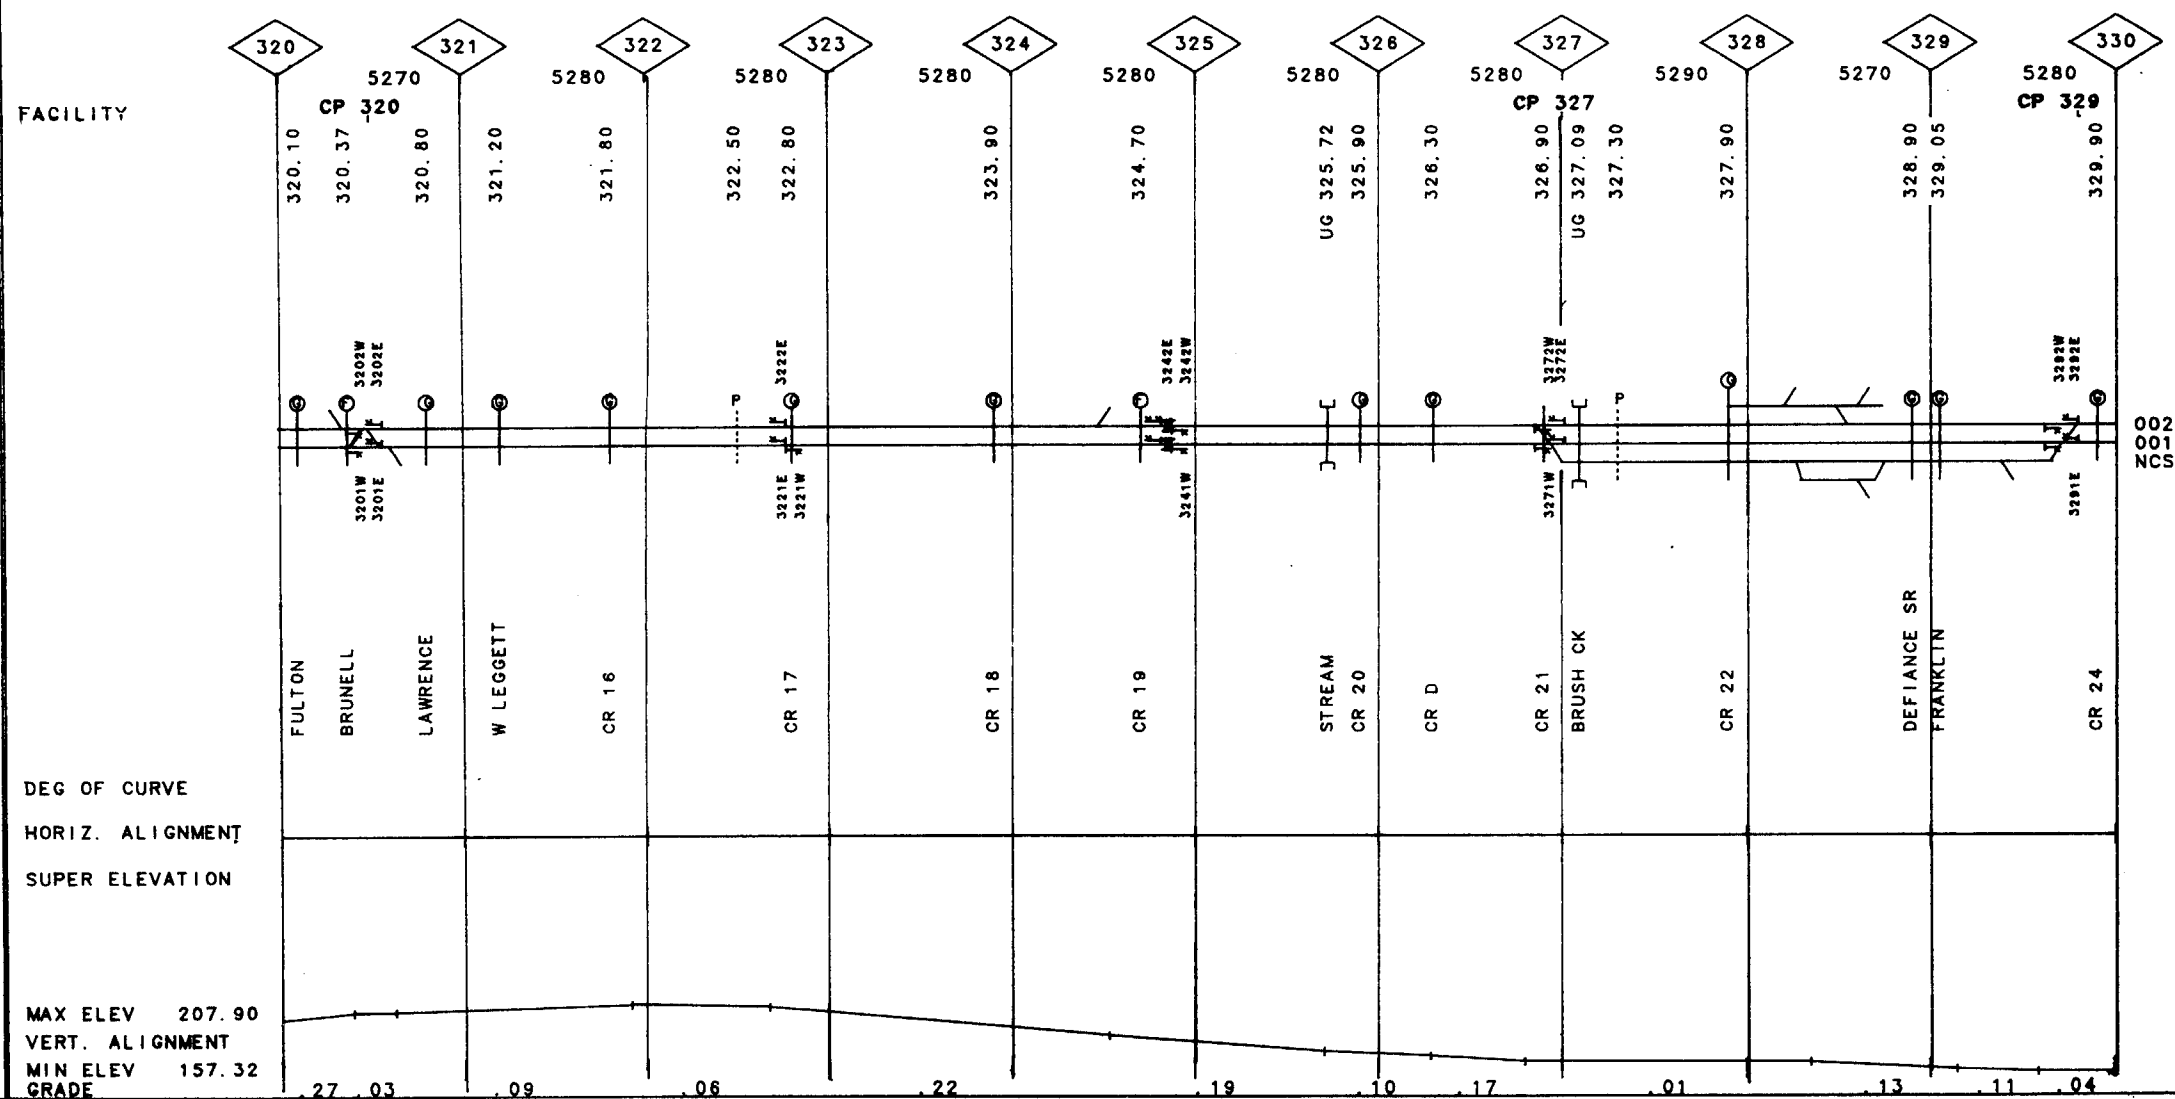 320 321 322 323 324 325 326 327 328 329 330
5270 5280 5280 5280 5280 5280 5280 5290 5270 5280
FACILITY
CP 320
CP 327
CP 329
320.10
320.37
320.80
321.20
321.80
322.50
322.80
323.90
324.70
UG 325.72
325.90
326.30
326.90
UG 327.09
327.30
327.90
328.90
329.05
329.90
3202W
3202E
3222E
3242E
3242W
3272W
3272E
3292W
3292E
G F G G G P G G F G G P G G G G
002
001
NCS
3201W
3201E
3221E
3221W
3241W
3271W
3291E
FULTON
BRUNELL
LAWRENCE
W LEGGETT
CR 16
CR 17
CR 18
CR 19
STREAM
CR 20
CR D
CR 21
BRUSH CK
CR 22
DEFIANCE SR
FRANKLIN
CR 24
DEG OF CURVE
HORIZ. ALIGNMENT
SUPER ELEVATION
MAX ELEV 207.90
VERT. ALIGNMENT
MIN ELEV 157.32
GRADE .27 .03 .09 .06 .22 .19 .10 .17 .01 .13 .11 .04